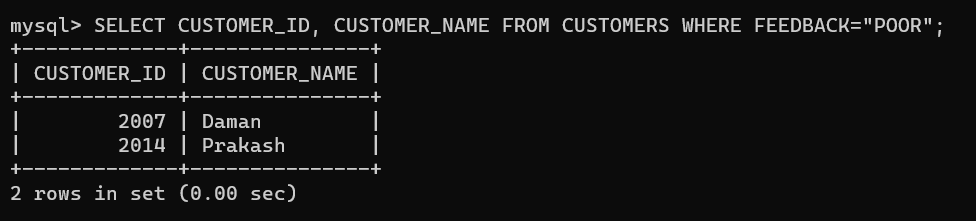 mysql> SELECT CUSTOMER_ID, CUSTOMER_NAME FROM CUSTOMERS WHERE FEEDBACK="POOR";
+-------------+---------------+
| CUSTOMER_ID | CUSTOMER_NAME |
+-------------+---------------+
|        2007 | Daman         |
|        2014 | Prakash       |
+-------------+---------------+
2 rows in set (0.00 sec)